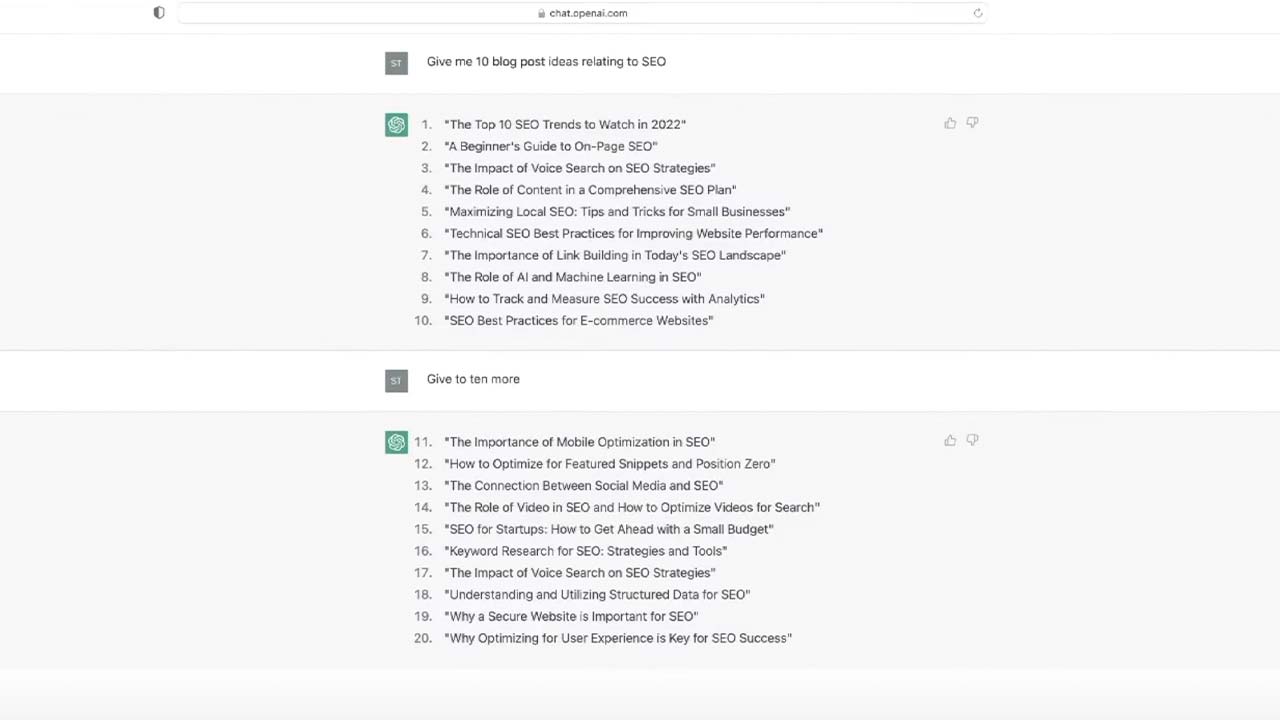 chat.openai.com
ST Give me 10 blog post ideas relating to SEO
1. "The Top 10 SEO Trends to Watch in 2022"
2. "A Beginner's Guide to On-Page SEO"
3. "The Impact of Voice Search on SEO Strategies"
4. "The Role of Content in a Comprehensive SEO Plan"
5. "Maximizing Local SEO: Tips and Tricks for Small Businesses"
6. "Technical SEO Best Practices for Improving Website Performance"
7. "The Importance of Link Building in Today's SEO Landscape"
8. "The Role of AI and Machine Learning in SEO"
9. "How to Track and Measure SEO Success with Analytics"
10. "SEO Best Practices for E-commerce Websites"
ST Give to ten more
11. "The Importance of Mobile Optimization in SEO"
12. "How to Optimize for Featured Snippets and Position Zero"
13. "The Connection Between Social Media and SEO"
14. "The Role of Video in SEO and How to Optimize Videos for Search"
15. "SEO for Startups: How to Get Ahead with a Small Budget"
16. "Keyword Research for SEO: Strategies and Tools"
17. "The Impact of Voice Search on SEO Strategies"
18. "Understanding and Utilizing Structured Data for SEO"
19. "Why a Secure Website is Important for SEO"
20. "Why Optimizing for User Experience is Key for SEO Success"